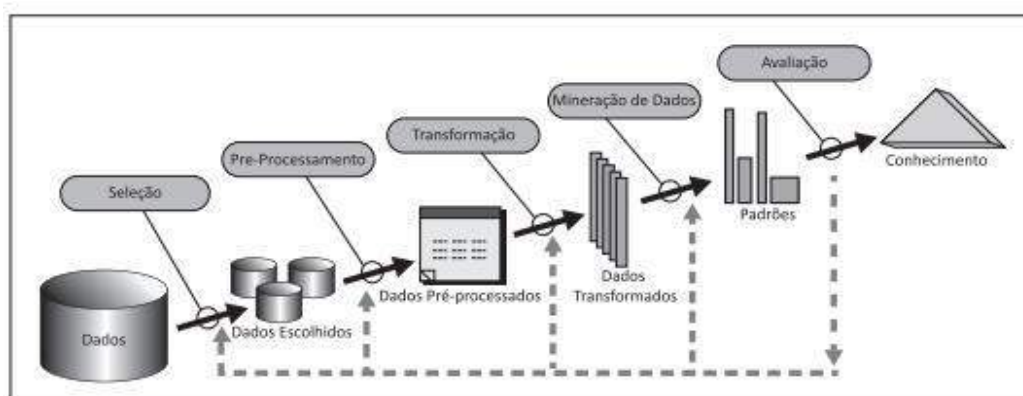 Avaliação
Mineração de Dados
Transformação
Pre-Processamento
Seleção
Conhecimento
Padrões
Dados
Transformados
Dados Pré-processados
Dados Escolhidos
Dados